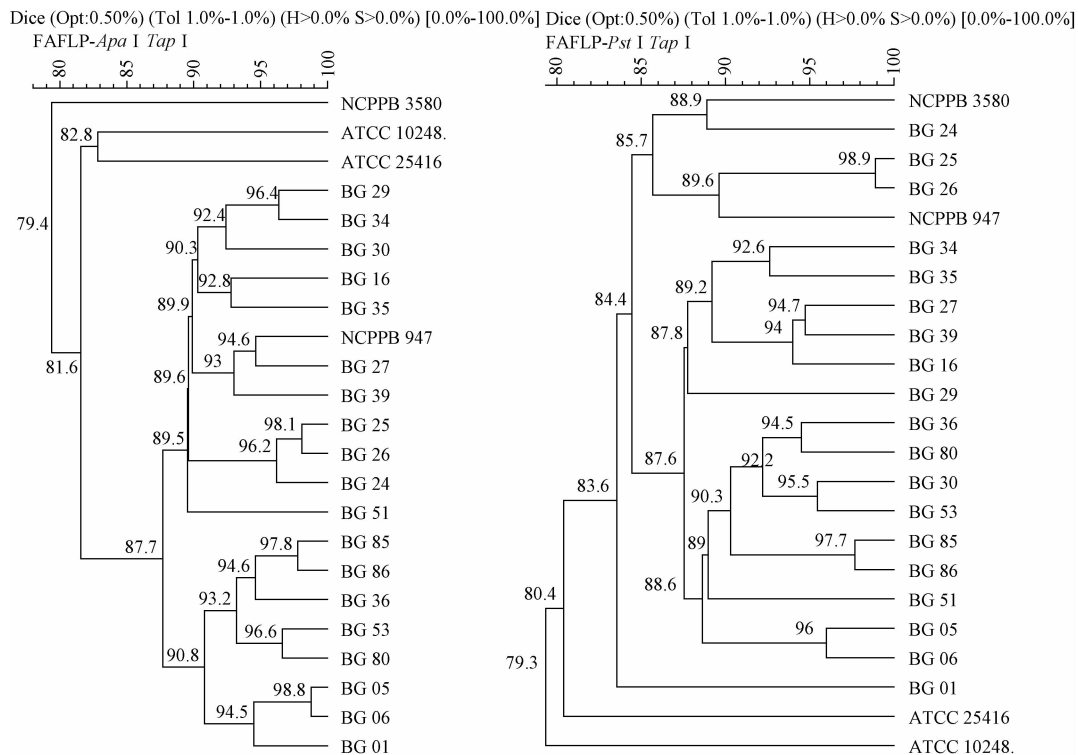 Dice (Opt:0.50%) (Tol 1.0%-1.0%) (H>0.0% S>0.0%) [0.0%-100.0%]
FAFLP-Apa I Tap I
80
85
90
95
100
NCPPB 3580
82.8
ATCC 10248.
ATCC 25416
96.4
BG 29
92.4
BG 34
79.4
90.3
BG 30
92.8
BG 16
89.9
BG 35
94.6
NCPPB 947
81.6
93
BG 27
89.6
BG 39
98.1
BG 25
89.5
96.2
BG 26
BG 24
BG 51
87.7
97.8
BG 85
94.6
BG 86
93.2
BG 36
96.6
BG 53
90.8
BG 80
98.8
BG 05
94.5
BG 06
BG 01
Dice (Opt:0.50%) (Tol 1.0%-1.0%) (H>0.0% S>0.0%) [0.0%-100.0%]
FAFLP-Pst I Tap I
80
85
90
95
100
88.9
NCPPB 3580
85.7
BG 24
98.9
BG 25
89.6
BG 26
NCPPB 947
92.6
BG 34
89.2
BG 35
84.4
94.7
BG 27
87.8
94
BG 39
BG 16
BG 29
94.5
BG 36
87.6
92.2
BG 80
83.6
95.5
BG 30
90.3
BG 53
89
97.7
BG 85
88.6
BG 86
80.4
BG 51
96
BG 05
79.3
BG 06
BG 01
ATCC 25416
ATCC 10248.